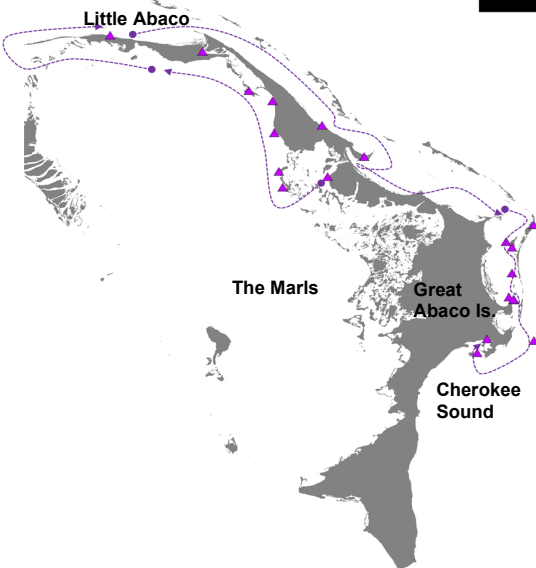 Little Abaco
The Marls
Great
Abaco Is.
Cherokee
Sound